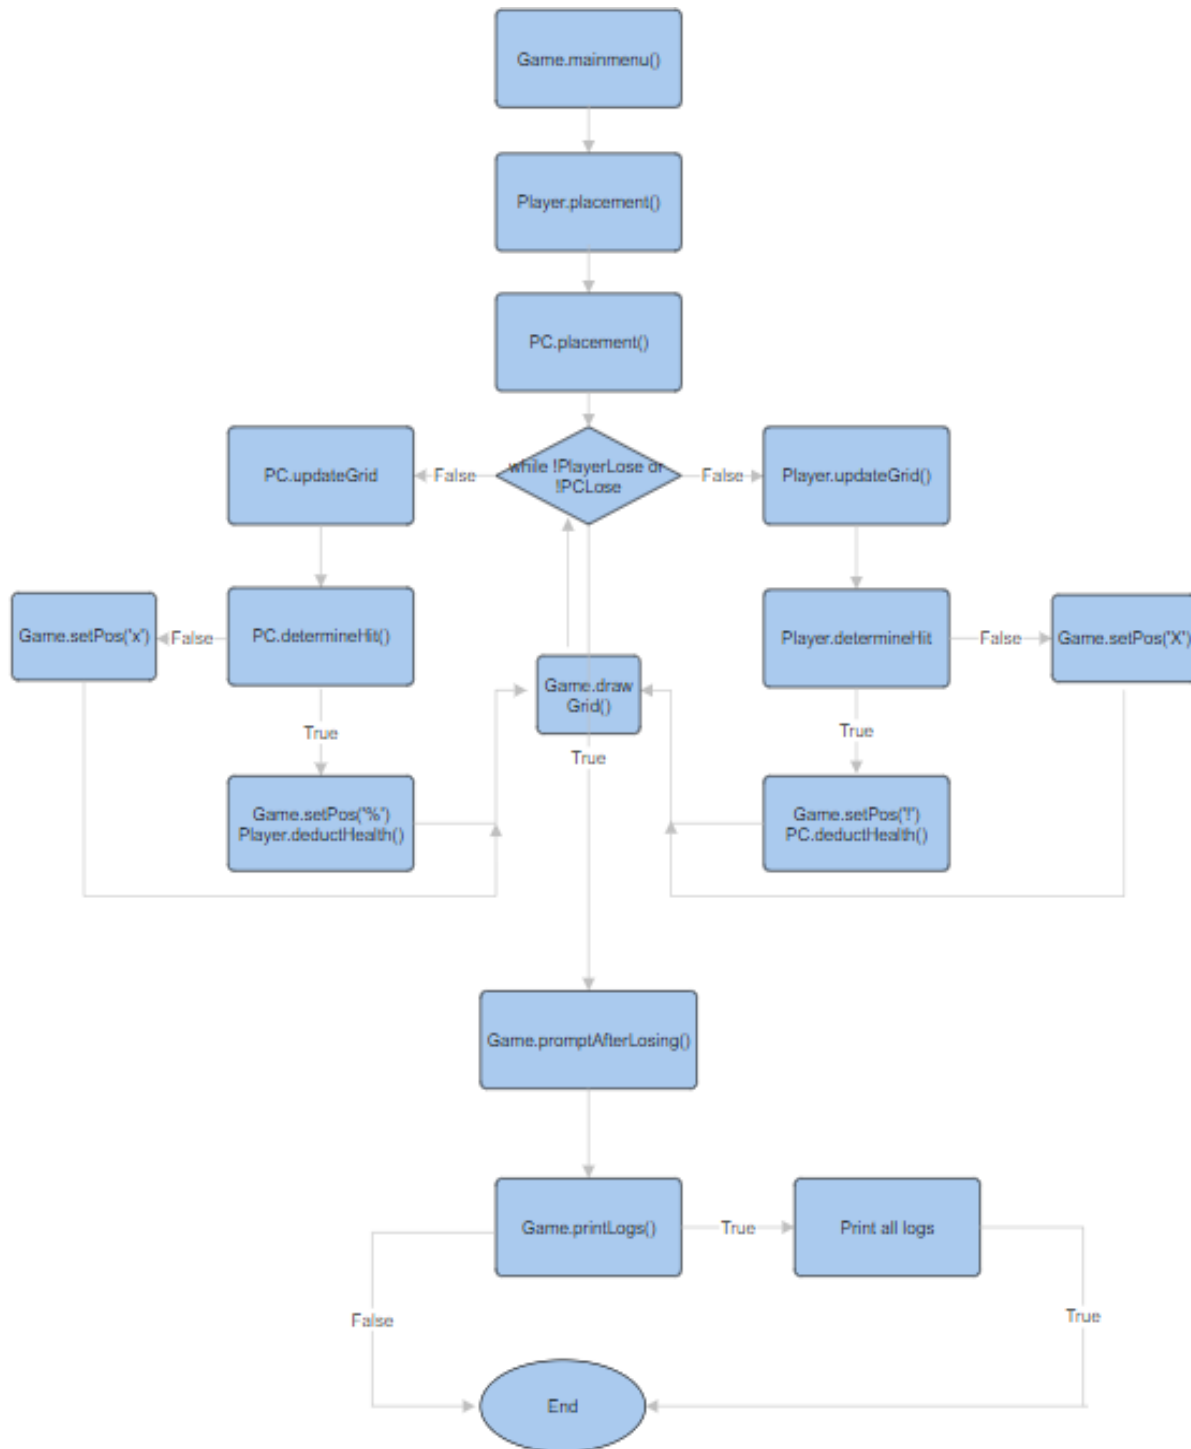 Game.mainmenu()
Player.placement()
PC.placement()
while !PlayerLose or
!PCLose
False
False
PC.updateGrid
Player.updateGrid()
Game.setPos('x')
False
PC.determineHit()
Player.determineHit
False
Game.setPos('X')
Game.draw
Grid()
True
True
True
Game.setPos('%')
Player.deductHealth()
Game.setPos('!')
PC.deductHealth()
Game.promptAfterLosing()
Game.printLogs()
True
Print all logs
False
True
End